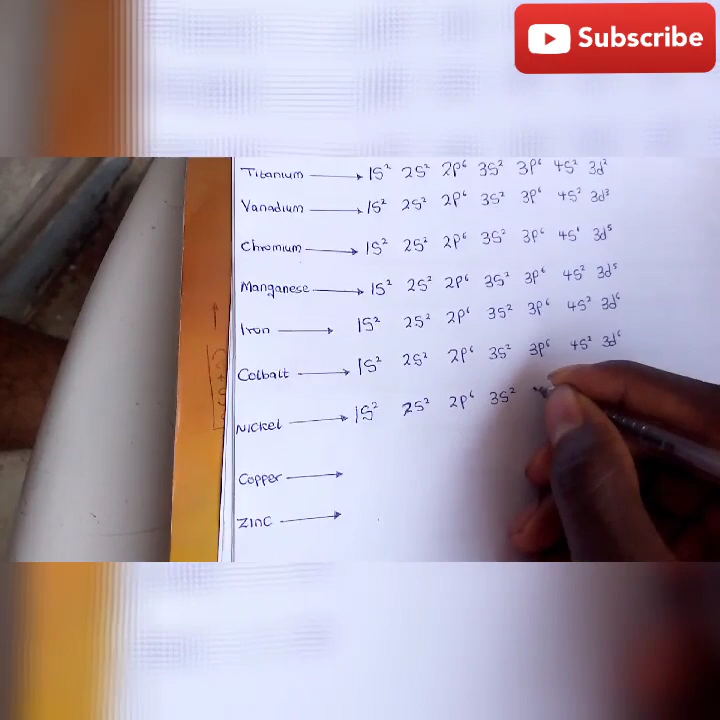 Subscribe
Titanium → 1S² 2S² 2P⁶ 3S² 3P⁶ 4S² 3d²
Vanadium → 1S² 2S² 2P⁶ 3S² 3P⁶ 4S² 3d³
Chromium → 1S² 2S² 2P⁶ 3S² 3P⁶ 4S¹ 3d⁵
Manganese → 1S² 2S² 2P⁶ 3S² 3P⁶ 4S² 3d⁵
Iron → 1S² 2S² 2P⁶ 3S² 3P⁶ 4S² 3d⁶
Colbalt → 1S² 2S² 2P⁶ 3S² 3P⁶ 4S² 3d⁶
Nickel → 1S² 2S² 2P⁶ 3S²
Copper →
Zinc →